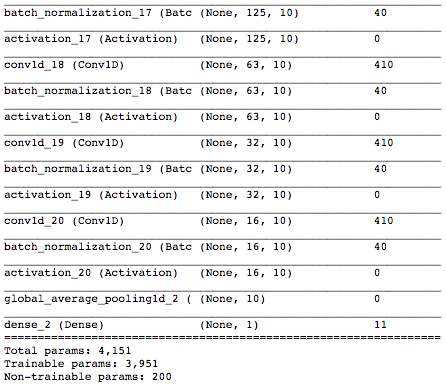 batch_normalization_17 (Batc (None, 125, 10) 40
activation_17 (Activation) (None, 125, 10) 0
conv1d_18 (Conv1D) (None, 63, 10) 410
batch_normalization_18 (Batc (None, 63, 10) 40
activation_18 (Activation) (None, 63, 10) 0
conv1d_19 (Conv1D) (None, 32, 10) 410
batch_normalization_19 (Batc (None, 32, 10) 40
activation_19 (Activation) (None, 32, 10) 0
conv1d_20 (Conv1D) (None, 16, 10) 410
batch_normalization_20 (Batc (None, 16, 10) 40
activation_20 (Activation) (None, 16, 10) 0
global_average_pooling1d_2 ( (None, 10) 0
dense_2 (Dense) (None, 1) 11
Total params: 4,151
Trainable params: 3,951
Non-trainable params: 200